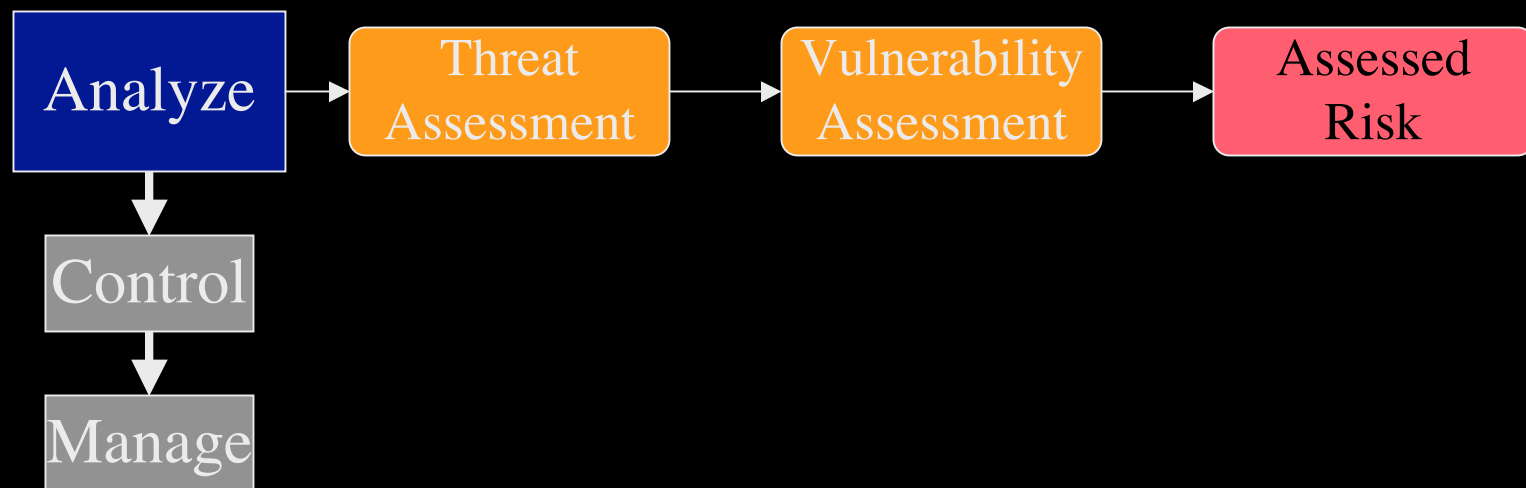 Analyze
Threat
Assessment
Vulnerability
Assessment
Assessed
Risk
Control
Manage